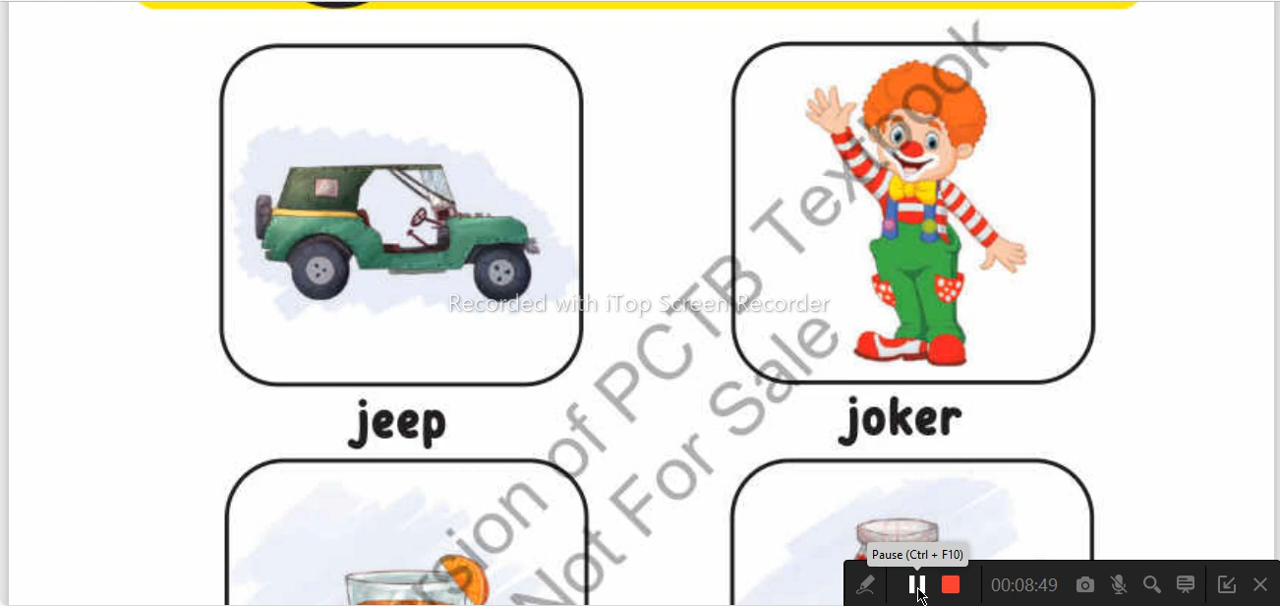 Recorded with iTop Screen Recorder
jeep
joker
rsion of PCTB Textbook
Not For Sale
Pause (Ctrl + F10)
00:08:49